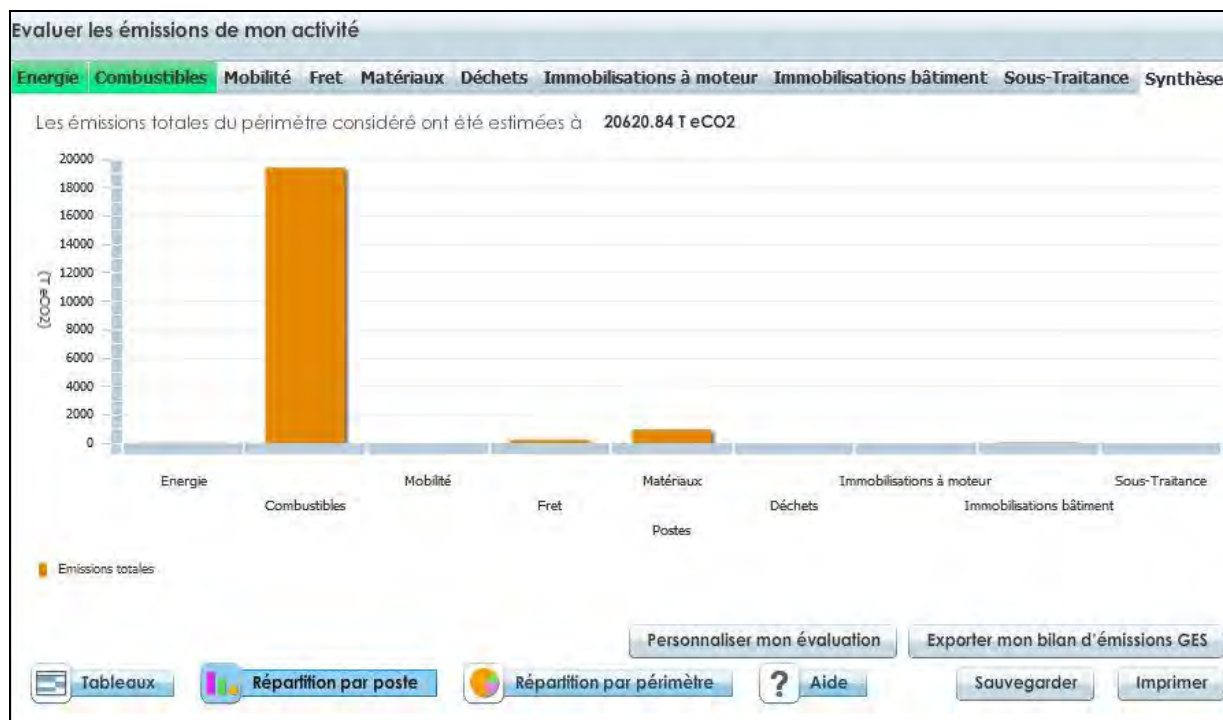 Evaluer les émissions de mon activité
Energie Combustibles Mobilité Fret Matériaux Déchets Immobilisations à moteur Immobilisations bâtiment Sous-Traitance Synthèse
Les émissions totales du périmètre considéré ont été estimées à 20620.84 T eCO2
20000
18000
16000
14000
12000
10000
8000
6000
4000
2000
0
(T eCO2)
Energie Mobilité Matériaux Immobilisations à moteur Sous-Traitance
Combustibles Fret Déchets Immobilisations bâtiment
Postes
Emissions totales
Personnaliser mon évaluation Exporter mon bilan d'émissions GES
Tableaux Répartition par poste Répartition par périmètre ? Aide Sauvegarder Imprimer